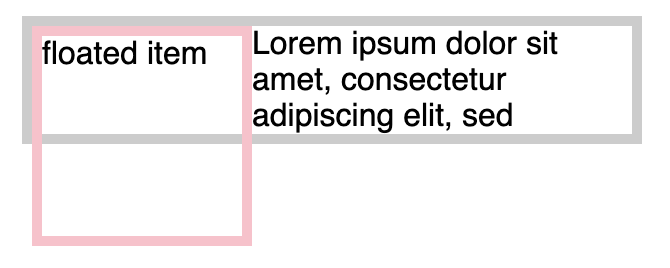 floated item
Lorem ipsum dolor sit
amet, consectetur
adipiscing elit, sed